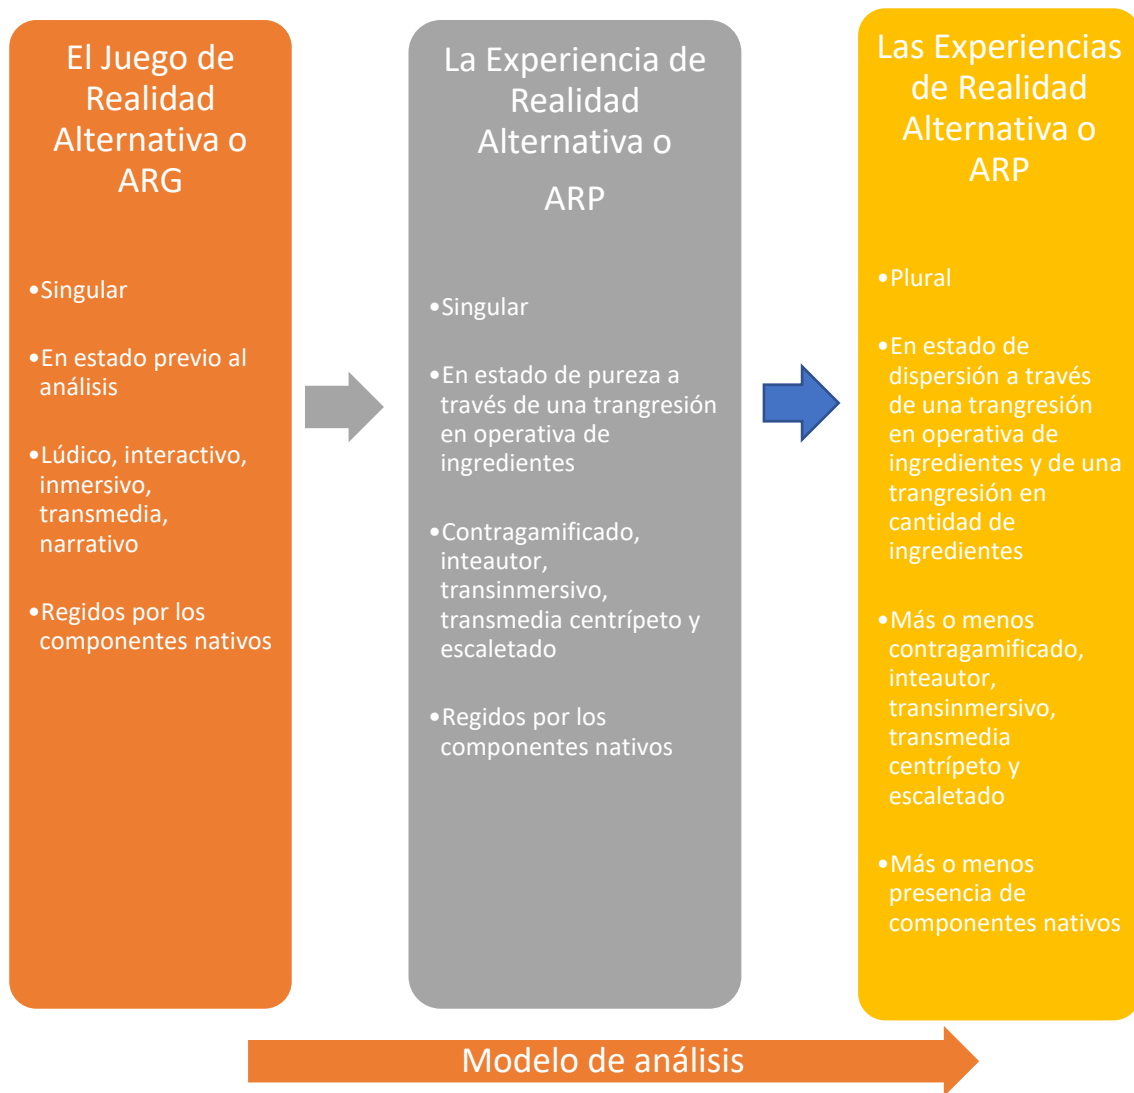 El Juego de
Realidad
Alternativa o
ARG
•Singular
•En estado previo al
análisis
•Lúdico, interactivo,
inmersivo,
transmedia,
narrativo
•Regidos por los
componentes nativos
La Experiencia de
Realidad
Alternativa o
ARP
•Singular
•En estado de pureza a
través de una trangresión
en operativa de
ingredientes
•Contragamificado,
inteautor,
transinmersivo,
transmedia centrípeto y
escaletado
•Regidos por los
componentes nativos
Las Experiencias
de Realidad
Alternativa o
ARP
•Plural
•En estado de
dispersión a través
de una trangresión
en operativa de
ingredientes y de una
trangresión en
cantidad de
ingredientes
•Más o menos
contragamificado,
inteautor,
transinmersivo,
transmedia
centrípeto y
escaletado
•Más o menos
presencia de
componentes nativos
Modelo de análisis